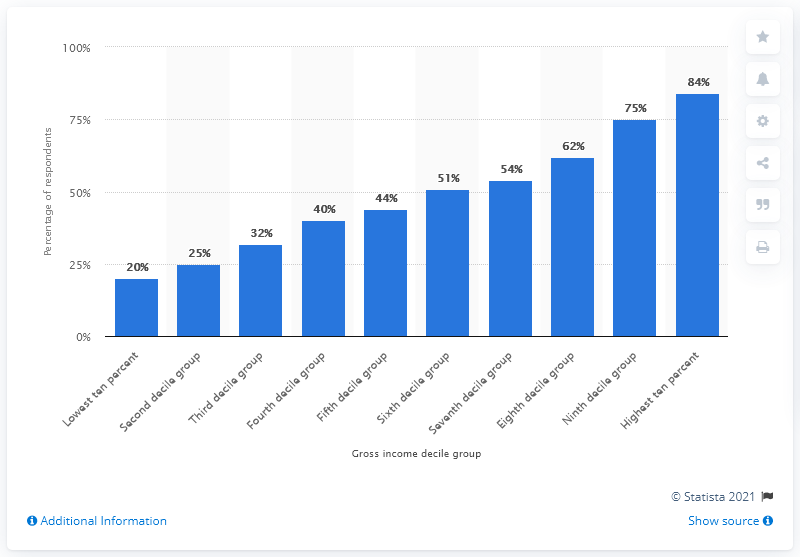 100%
75%
50%
25%
0%
Percentage of respondents
20%
25%
32%
40%
44%
51%
54%
62%
75%
84%
Lowest ten percent
Second decile group
Third decile group
Fourth decile group
Fifth decile group
Sixth decile group
Seventh decile group
Eighth decile group
Ninth decile group
Highest ten percent
Gross income decile group
© Statista 2021
Additional Information
Show source